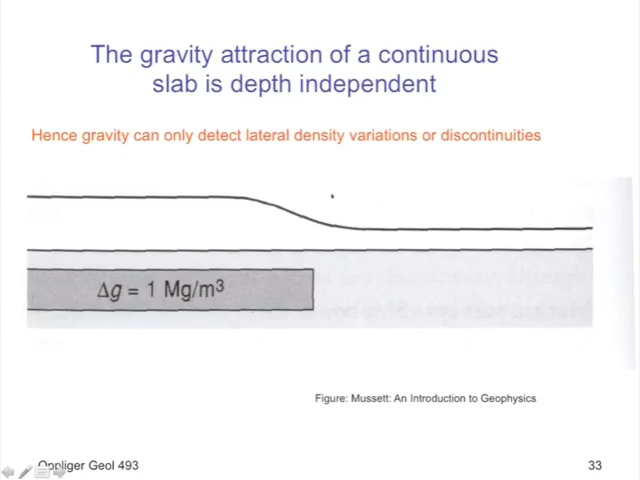 The gravity attraction of a continuous
slab is depth independent
Hence gravity can only detect lateral density variations or discontinuities
Δg = 1 Mg/m³
Figure: Mussett: An Introduction to Geophysics
Oppliger Geol 493
33